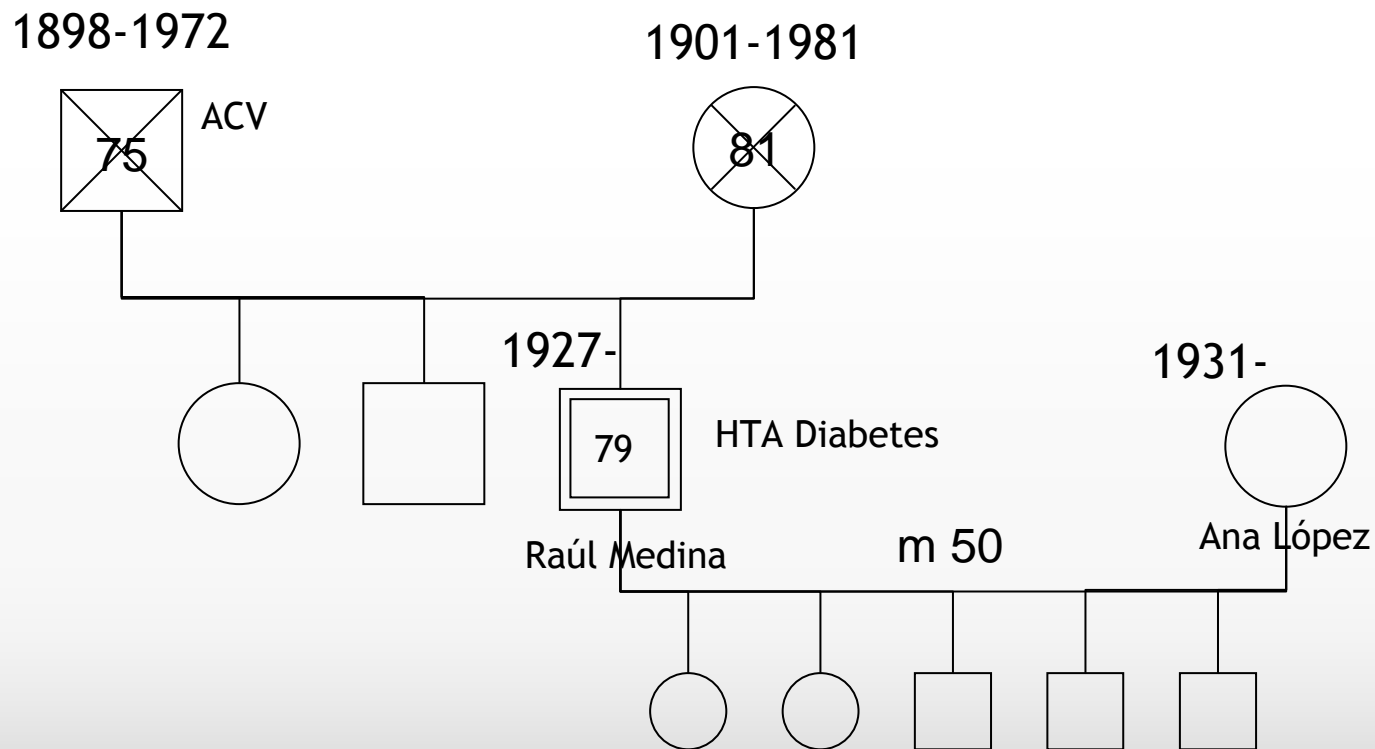 1898-1972
1901-1981
ACV
75
81
1927-
1931-
79
HTA Diabetes
Raúl Medina
m 50
Ana López